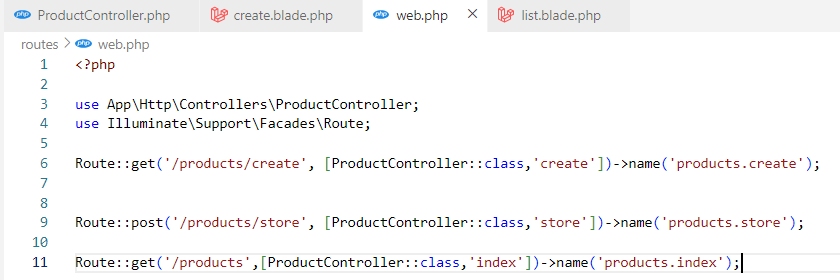 ProductController.php create.blade.php web.php × list.blade.php
routes > php web.php
1 <?php
2
3 use App\Http\Controllers\ProductController;
4 use Illuminate\Support\Facades\Route;
5
6 Route::get('/products/create', [ProductController::class,'create'])->name('products.create');
7
8
9 Route::post('/products/store', [ProductController::class,'store'])->name('products.store');
10
11 Route::get('/products',[ProductController::class,'index'])->name('products.index');